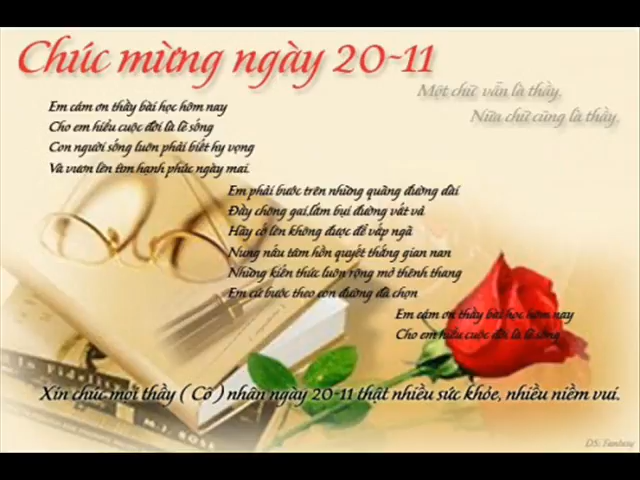 Chúc mừng ngày 20-11
Một chữ vẫn là thầy,
Nửa chữ cũng là thầy.
Em cám ơn thầy bài học hôm nay
Cho em hiểu cuộc đời là lẽ sống
Con người sống luôn phải biết hy vọng
Và vươn lên tìm hạnh phúc ngày mai.
Em phải bước trên những quãng đường dài
Đầy chông gai,lắm bụi đường vất vả
Hãy cố lên không được để vấp ngã
Nung nấu tâm hồn quyết thắng gian nan
Những kiến thức luôn rộng mở thênh thang
Em cứ bước theo con đường đã chọn
Em cám ơn thầy bài học hôm nay
Cho em hiểu cuộc đời là lẽ sống
Xin chúc mọi thầy ( Cô ) nhân ngày 20-11 thật nhiều sức khỏe, nhiều niềm vui.
M. J. ROSS
DS: